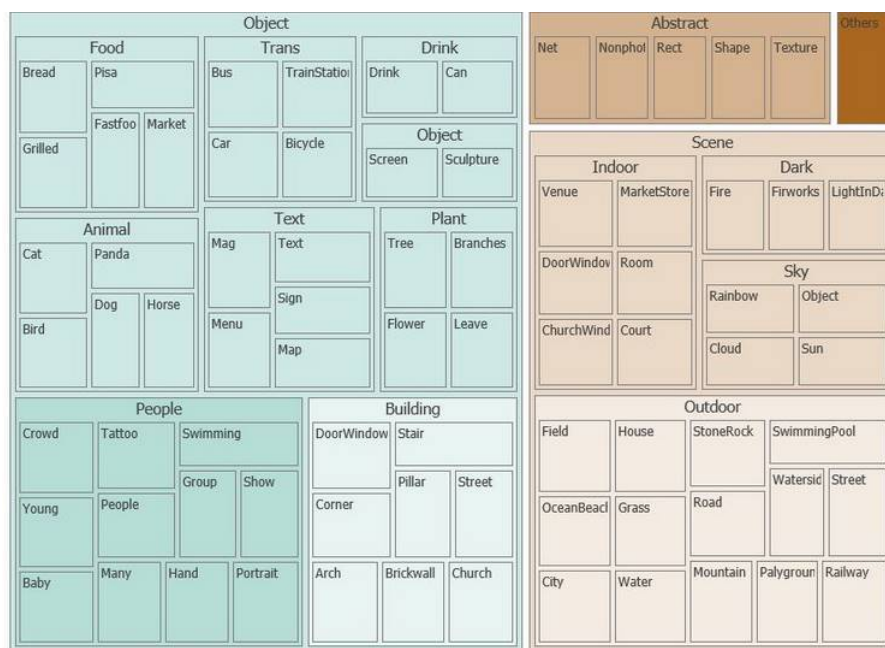 Object
Food
Bread
Pisa
Fastfoo
Market
Grilled
Trans
Bus
TrainStatio
Car
Bicycle
Drink
Drink
Can
Object
Screen
Sculpture
Animal
Cat
Panda
Dog
Horse
Bird
Text
Mag
Text
Sign
Menu
Map
Plant
Tree
Branches
Flower
Leave
People
Crowd
Tattoo
Swimming
Group
Show
Young
People
Baby
Many
Hand
Portrait
Building
DoorWindow
Stair
Pillar
Street
Corner
Arch
Brickwall
Church
Abstract
Net
Nonphol
Rect
Shape
Texture
Others
Scene
Indoor
Venue
MarketStore
DoorWindow
Room
ChurchWind
Court
Dark
Fire
Firworks
LightInDa
Sky
Rainbow
Object
Cloud
Sun
Outdoor
Field
House
StoneRock
SwimmingPool
Watersid
Street
OceanBeacl
Grass
Road
City
Water
Mountain
Palygroun
Railway